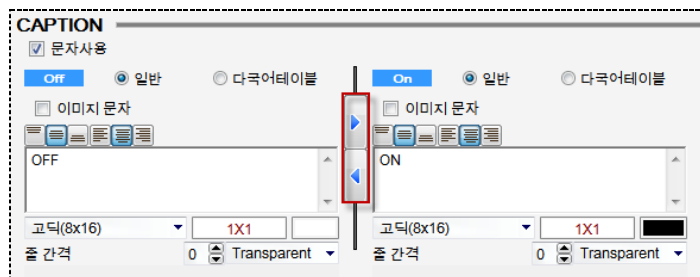 CAPTION
문자사용
Off 일반 다국어테이블 On 일반 다국어테이블
이미지 문자 이미지 문자
OFF ON
고딕(8x16) 1X1 고딕(8x16) 1X1
줄 간격 0 Transparent 줄 간격 0 Transparent